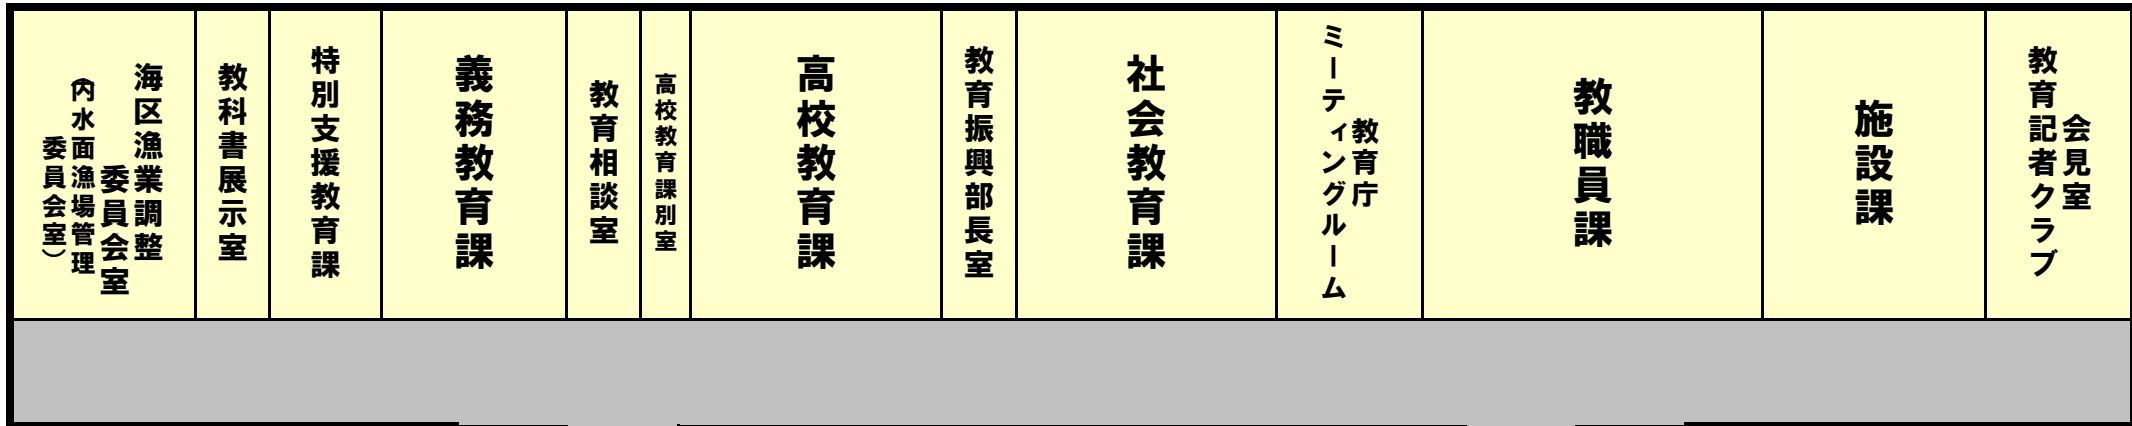 海区漁業調整
委員会室
（内水面漁場管理
委員会室）
教科書展示室
特別支援教育課
義務教育課
教育相談室
高校教育課別室
高校教育課
教育振興部長室
社会教育課
教育庁
ミーティングルーム
教職員課
施設課
会見室
教育記者クラブ